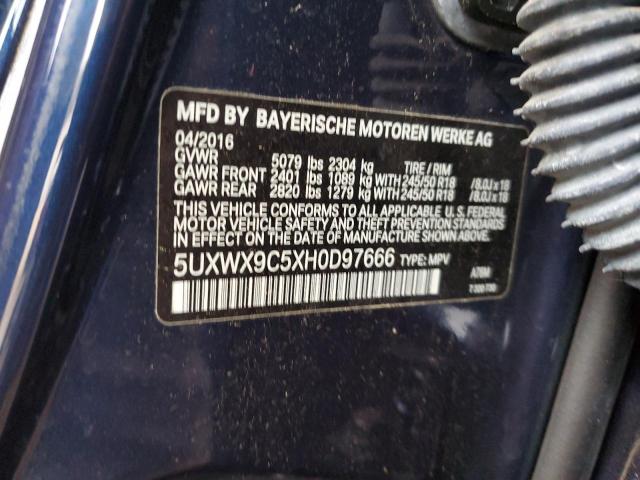 MFD BY BAYERISCHE MOTOREN WERKE AG
04/2016
GVWR 5079 lbs 2304 kg TIRE / RIM
GAWR FRONT 2401 lbs 1089 kg WITH 245/50 R18 /8.0J x 18
GAWR REAR 2820 lbs 1279 kg WITH 245/50 R18 /8.0J x 18
THIS VEHICLE CONFORMS TO ALL APPLICABLE U. S. FEDERAL
MOTOR VEHICLE SAFETY, BUMPER, AND THEFT PREVENTION STANDARDS
IN EFFECT ON THE DATE OF MANUFACTURE SHOWN ABOVE.
5UXWX9C5XH0D97666 TYPE: MPV